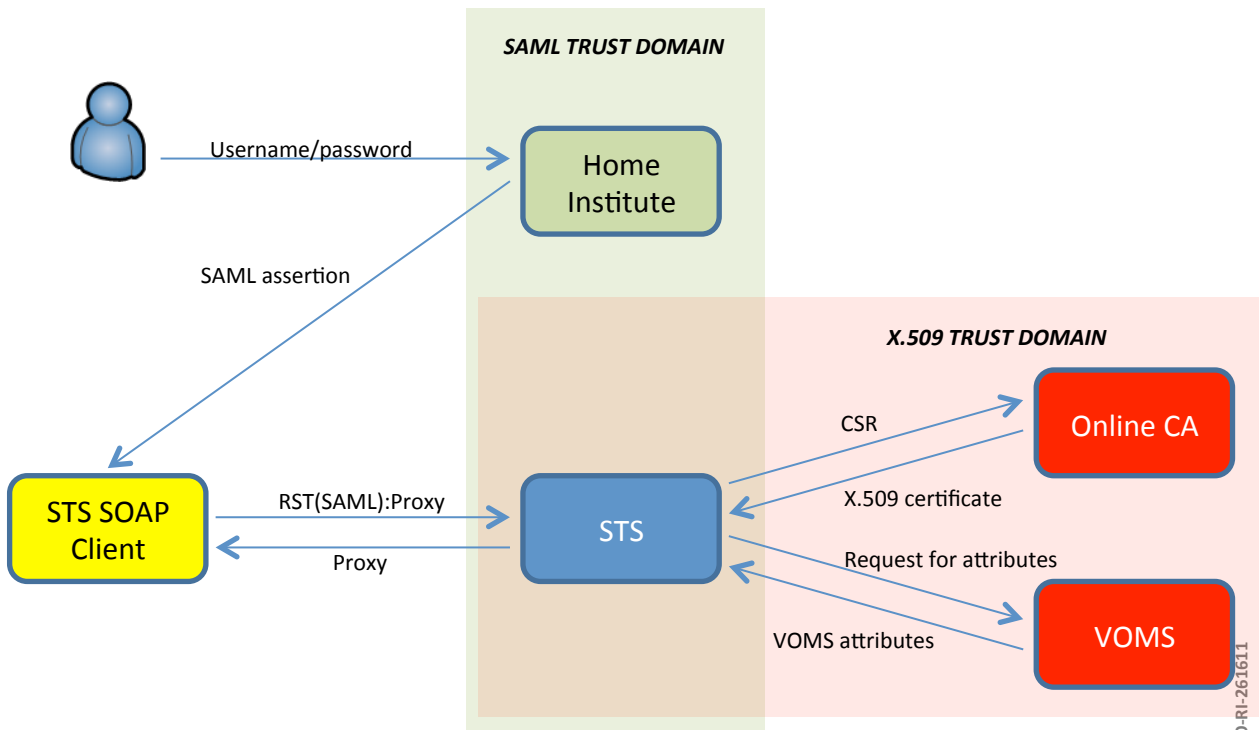 SAML TRUST DOMAIN
Username/password
Home
Institute
SAML assertion
X.509 TRUST DOMAIN
CSR
Online CA
X.509 certificate
STS SOAP
Client
RST(SAML):Proxy
Proxy
STS
Request for attributes
VOMS attributes
VOMS
-RI-261611